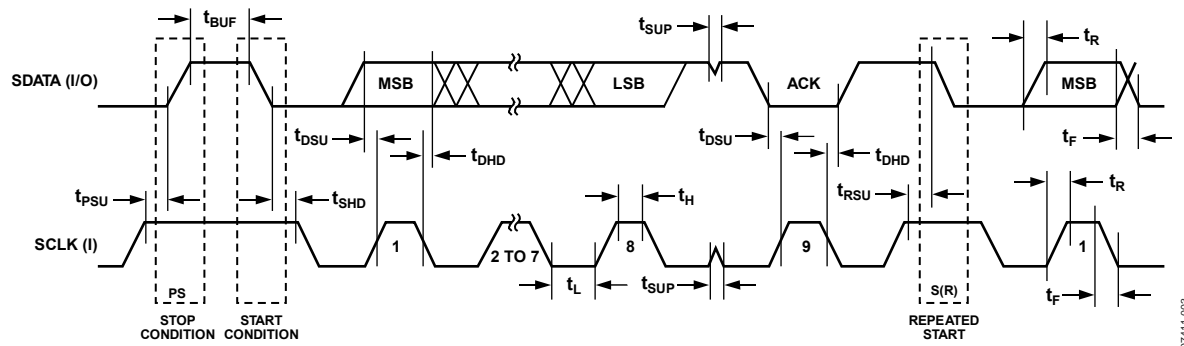 tBUF
tSUP
tR
SDATA (I/O)
MSB
LSB
ACK
MSB
tDSU
tDHD
tDSU
tDHD
tF
tPSU
tSHD
tH
tRSU
tR
SCLK (I)
1
2 TO 7
8
9
1
PS
tL
tSUP
S(R)
tF
STOP CONDITION
START CONDITION
REPEATED START